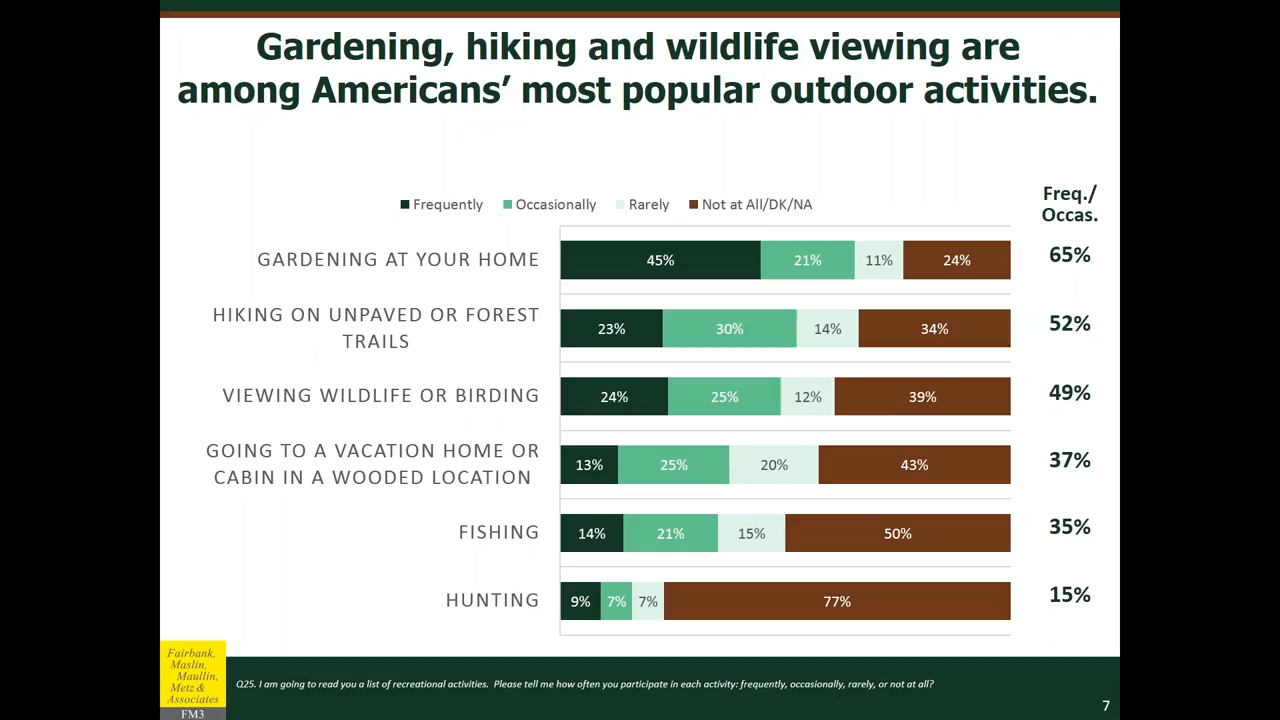 Gardening, hiking and wildlife viewing are
among Americans’ most popular outdoor activities.
Frequently Occasionally Rarely Not at All/DK/NA
Freq./
Occas.
GARDENING AT YOUR HOME 45% 21% 11% 24% 65%
HIKING ON UNPAVED OR FOREST
TRAILS 23% 30% 14% 34% 52%
VIEWING WILDLIFE OR BIRDING 24% 25% 12% 39% 49%
GOING TO A VACATION HOME OR
CABIN IN A WOODED LOCATION 13% 25% 20% 43% 37%
FISHING 14% 21% 15% 50% 35%
HUNTING 9% 7% 7% 77% 15%
Fairbank,
Maslin,
Maullin,
Metz &
Associates
FM3
Q25. I am going to read you a list of recreational activities. Please tell me how often you participate in each activity: frequently, occasionally, rarely, or not at all?
7